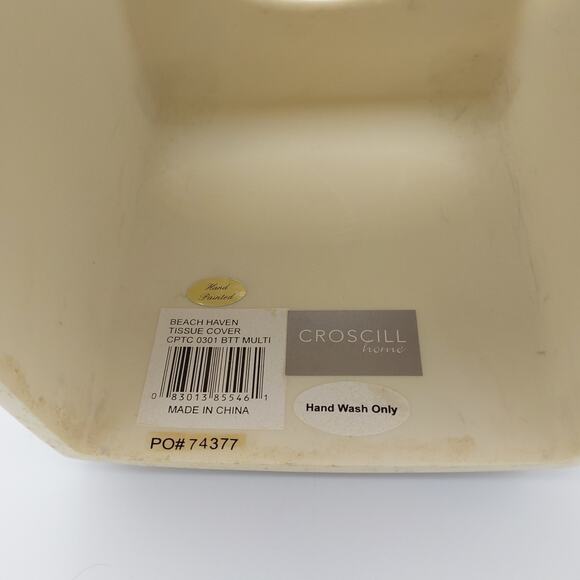 Hand
Painted
BEACH HAVEN
TISSUE COVER
CPTC 0301 BTT MULTI
0 83013 85546 1
MADE IN CHINA
CROSCILL
home
Hand Wash Only
PO# 74377